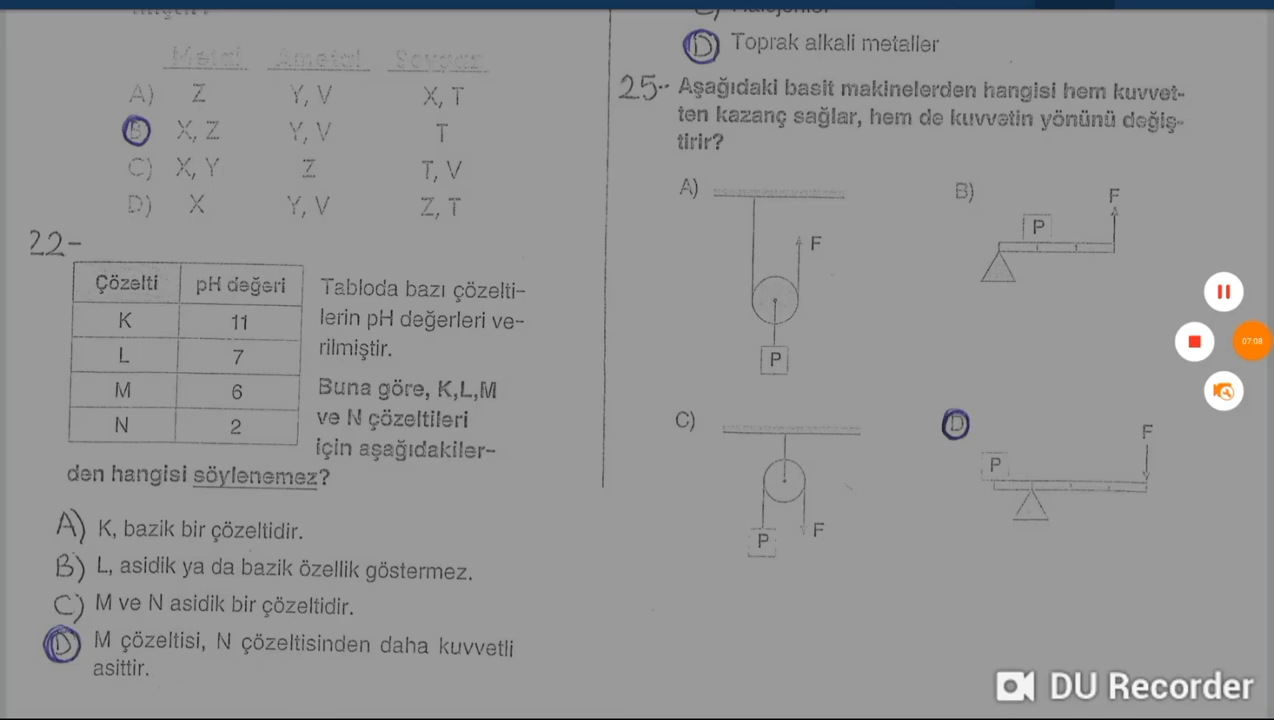 Metal Ametal Soygaz
A) Z Y, V X, T
B) X, Z Y, V T
C) X, Y Z T, V
D) X Y, V Z, T
22-
Çözelti pH değeri
K 11
L 7
M 6
N 2
Tabloda bazı çözelti-
lerin pH değerleri ve-
rilmiştir.
Buna göre, K,L,M
ve N çözeltileri
için aşağıdakiler-
den hangisi söylenemez?
A) K, bazik bir çözeltidir.
B) L, asidik ya da bazik özellik göstermez.
C) M ve N asidik bir çözeltidir.
D) M çözeltisi, N çözeltisinden daha kuvvetli
asittir.
D) Toprak alkali metaller
25-- Aşağıdaki basit makinelerden hangisi hem kuvvet-
ten kazanç sağlar, hem de kuvvetin yönünü değiş-
tirir?
A)
F
P
B)
P
F
C)
P
F
D
P
F
07:08
DU Recorder